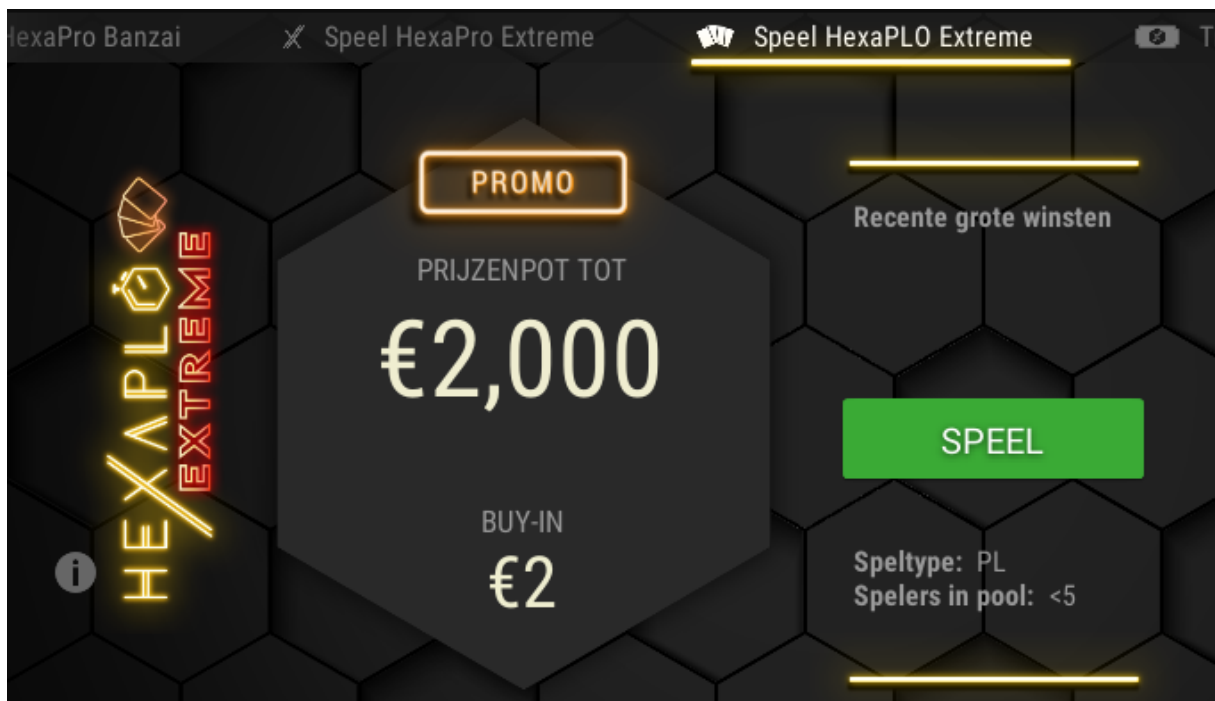 HexaPro Banzai
Speel HexaPro Extreme
Speel HexaPLO Extreme
T
HEXAPLO
EXTREME
PROMO
PRIJZENPOT TOT
€2,000
BUY-IN
€2
Recente grote winsten
SPEEL
Speltype: PL
Spelers in pool: <5
i